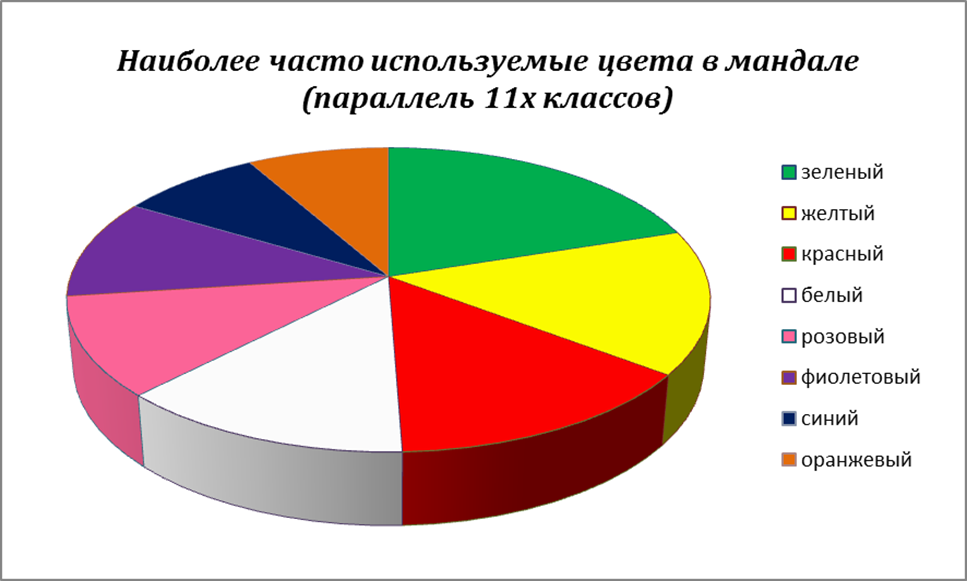 Наиболее часто используемые цвета в мандале
(параллель 11х классов)
зеленый
желтый
красный
белый
розовый
фиолетовый
синий
оранжевый